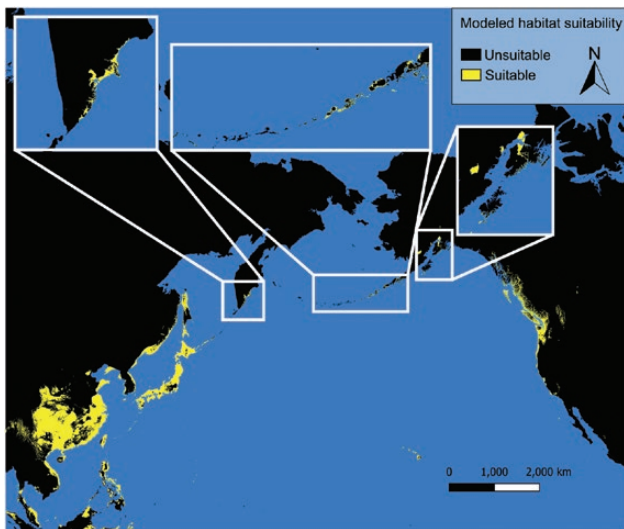 Modeled habitat suitability
Unsuitable
Suitable
N
0 1,000 2,000 km